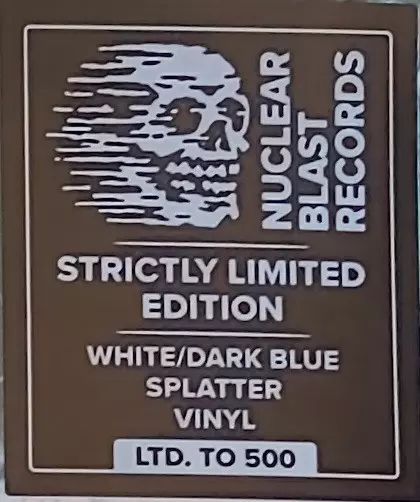 NUCLEAR
BLAST
RECORDS
STRICTLY LIMITED
EDITION
WHITE/DARK BLUE
SPLATTER
VINYL
LTD. TO 500